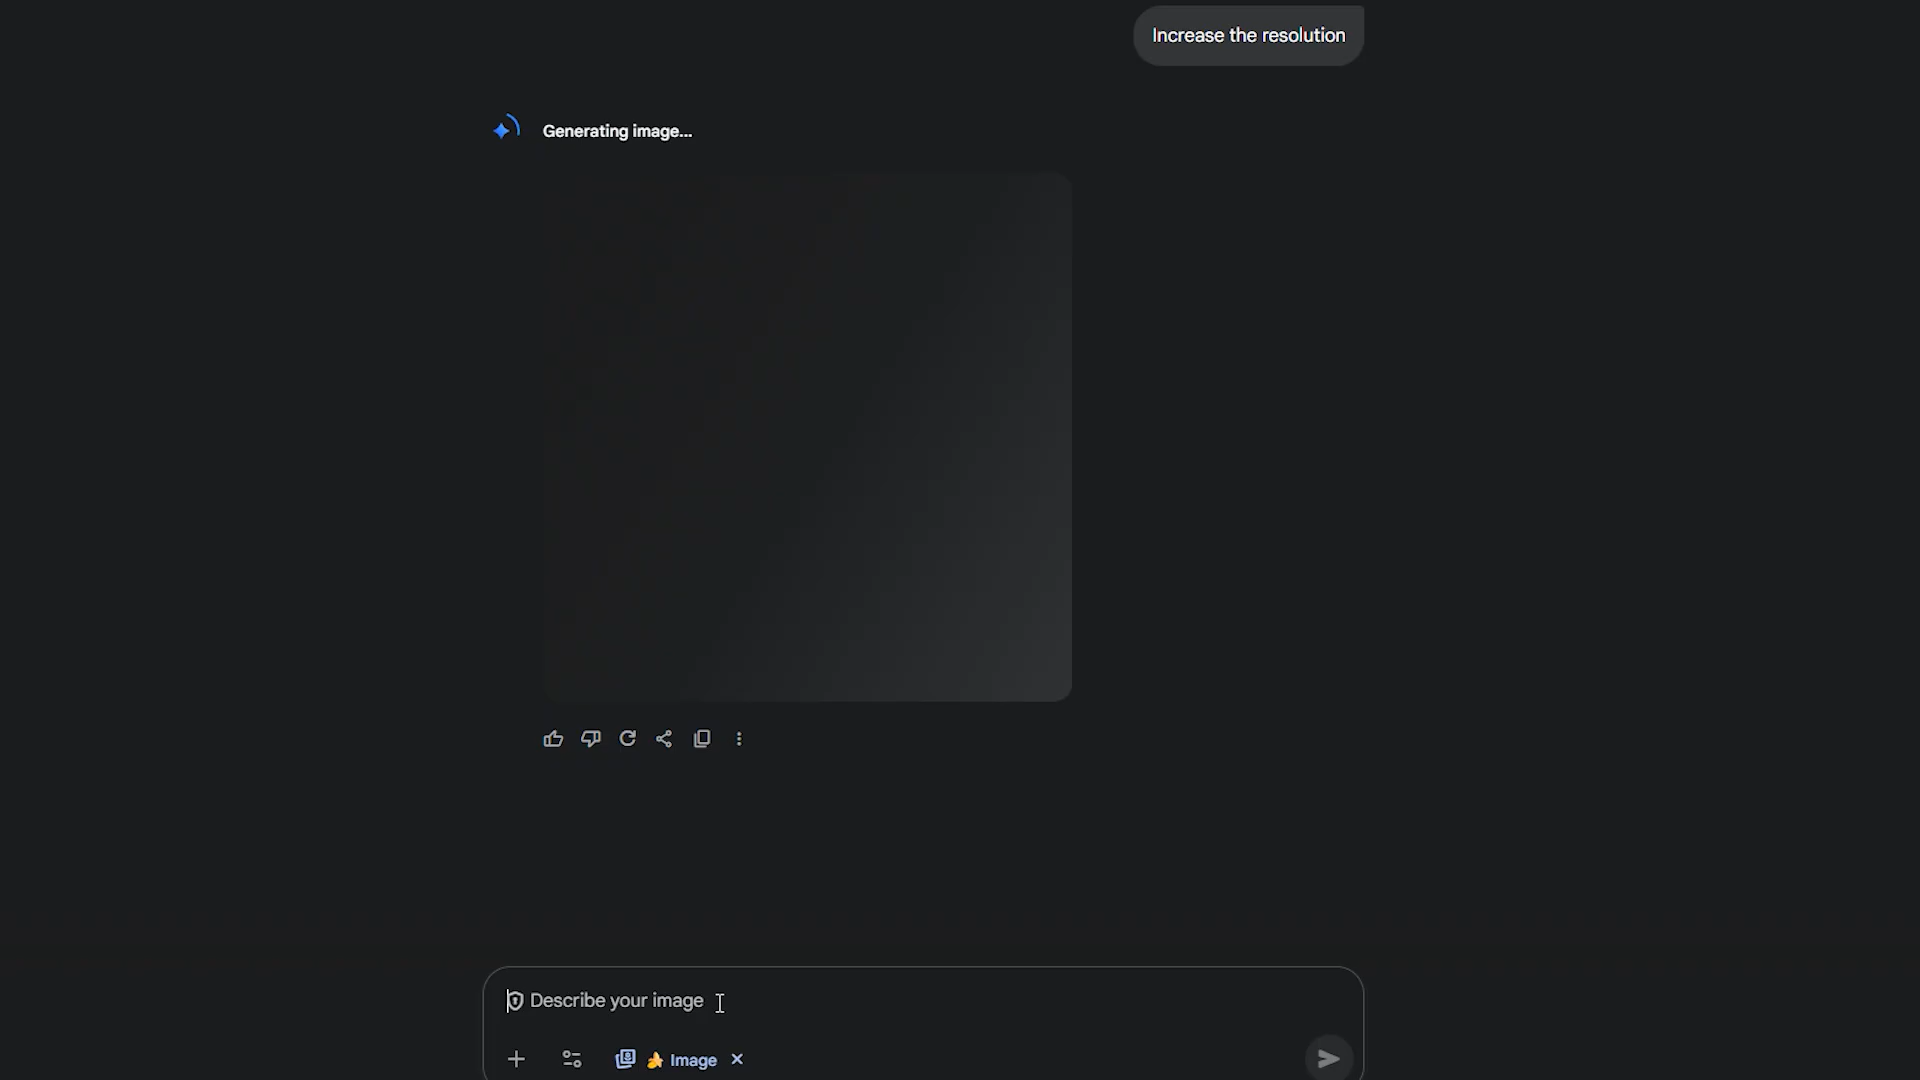 Increase the resolution
Generating image...
Describe your image
Image